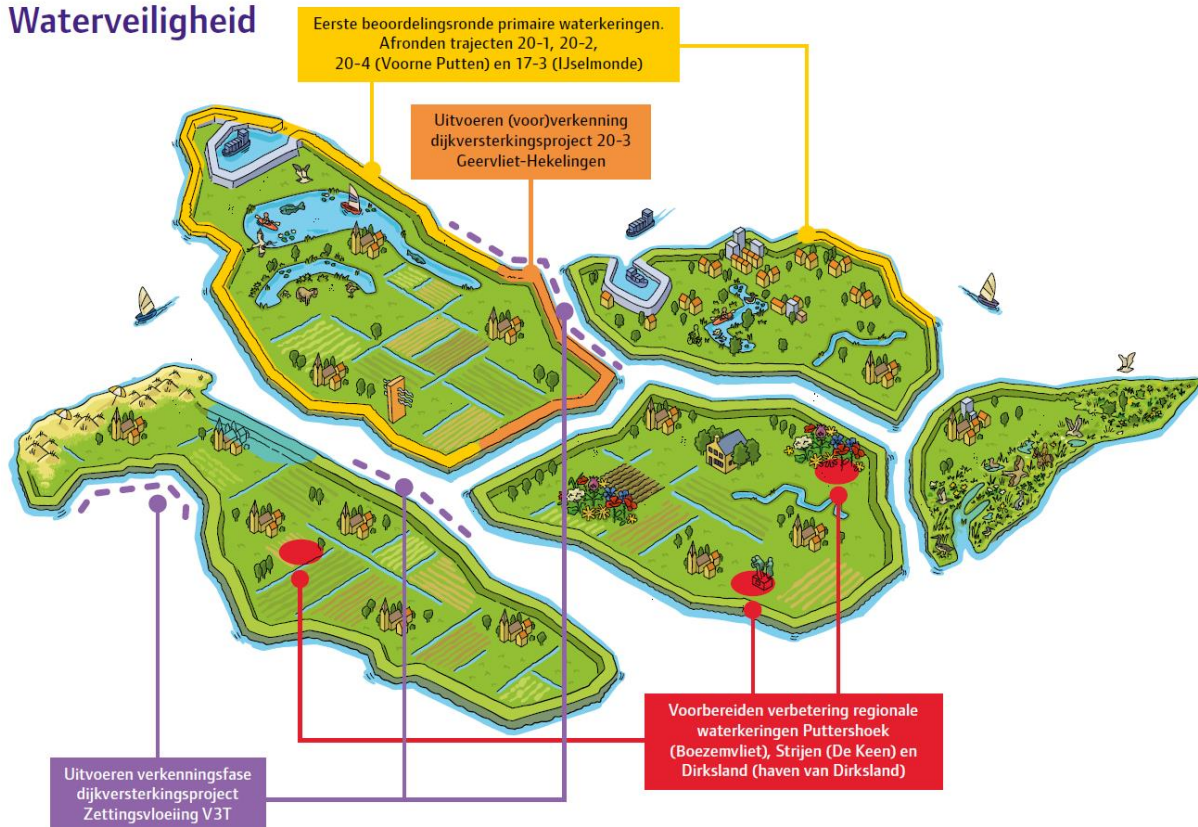 Waterveiligheid
Eerste beoordelingsronde primaire waterkeringen.
Afronden trajecten 20-1, 20-2,
20-4 (Voorne Putten) en 17-3 (IJselmonde)
Uitvoeren (voor)verkenning
dijkversterkingsproject 20-3
Geervliet-Hekelingen
Voorbereiden verbetering regionale
waterkeringen Puttershoek
(Boezemvliet), Strijen (De Keen) en
Dirksland (haven van Dirksland)
Uitvoeren verkenningsfase
dijkversterkingsproject
Zettingsvloeiing V3T